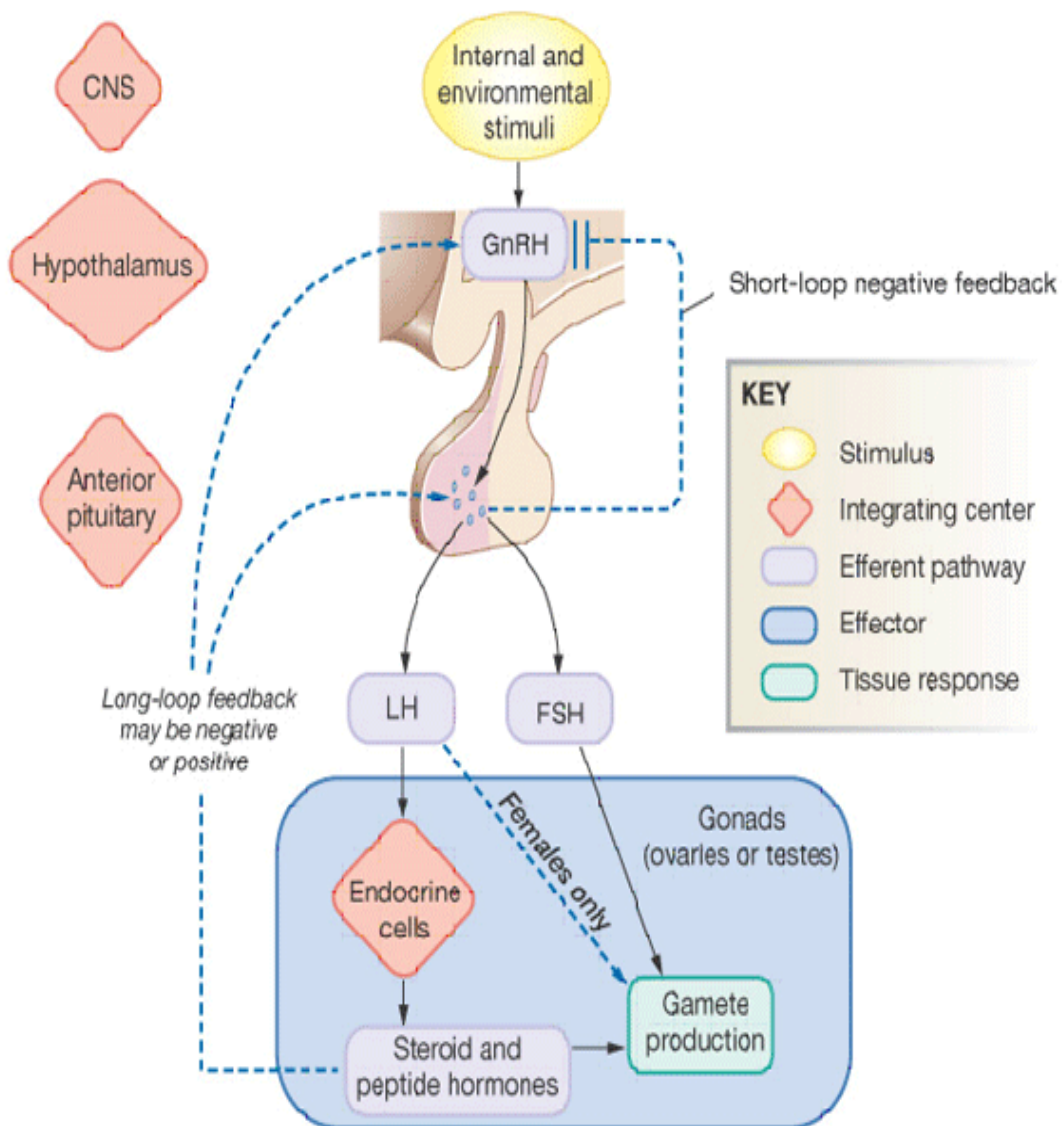 CNS
Internal and
environmental
stimuli
Hypothalamus
GnRH
Short-loop negative feedback
KEY
Stimulus
Integrating center
Efferent pathway
Effector
Tissue response
Anterior
pituitary
Long-loop feedback
may be negative
or positive
LH
FSH
Females only
Gonads
(ovaries or testes)
Endocrine
cells
Steroid and
peptide hormones
Gamete
production